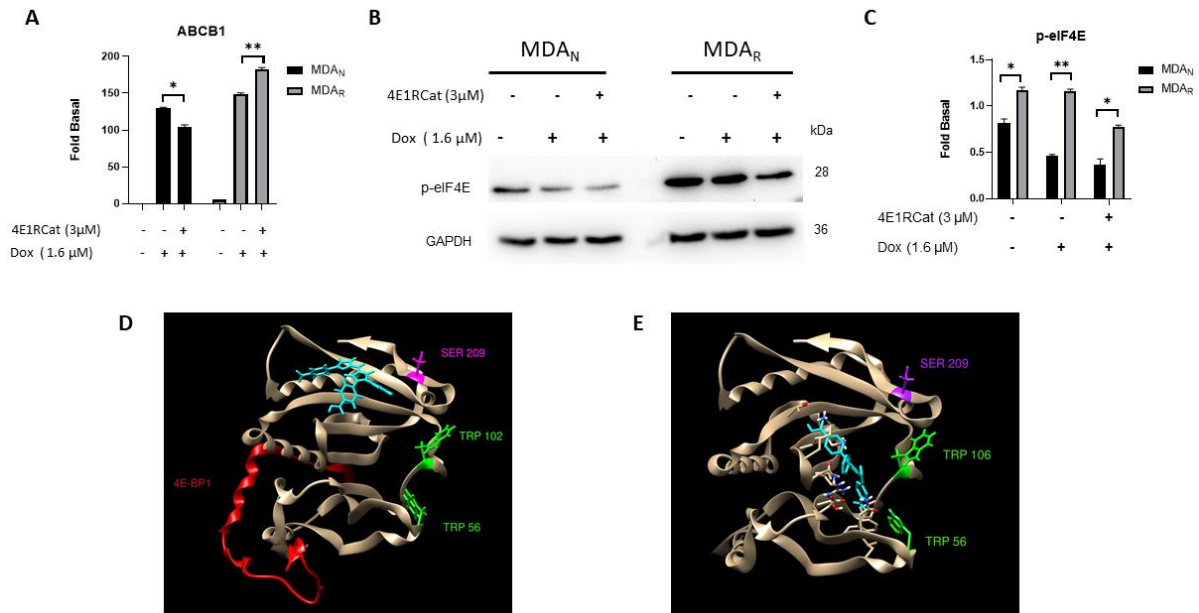 A
ABCB1
Fold Basal
200
150
100
50
0
*
**
MDAN
MDAR
4E1RCat (3μM) - - + - - +
Dox ( 1.6 μM) - + + - + +
B
MDAN MDAR
4E1RCat (3μM) - - + - - +
Dox ( 1.6 μM) - + + - + + kDa
p-eIF4E 28
GAPDH 36
C
p-eIF4E
Fold Basal
1.5
1.0
0.5
0.0
*
**
*
MDAN
MDAR
4E1RCat (3 μM) - - +
Dox (1.6 μM) - + +
D
SER 209
TRP 102
4E-BP1
TRP 56
E
SER 209
TRP 106
TRP 56